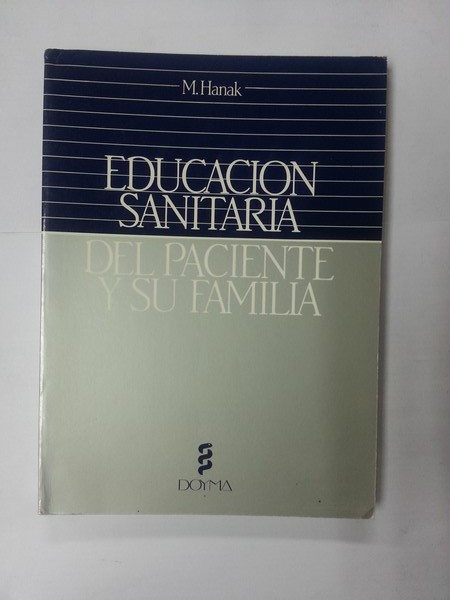 M. Hanak
EDUCACION
SANITARIA
DEL PACIENTE
Y SU FAMILIA
DOYMA